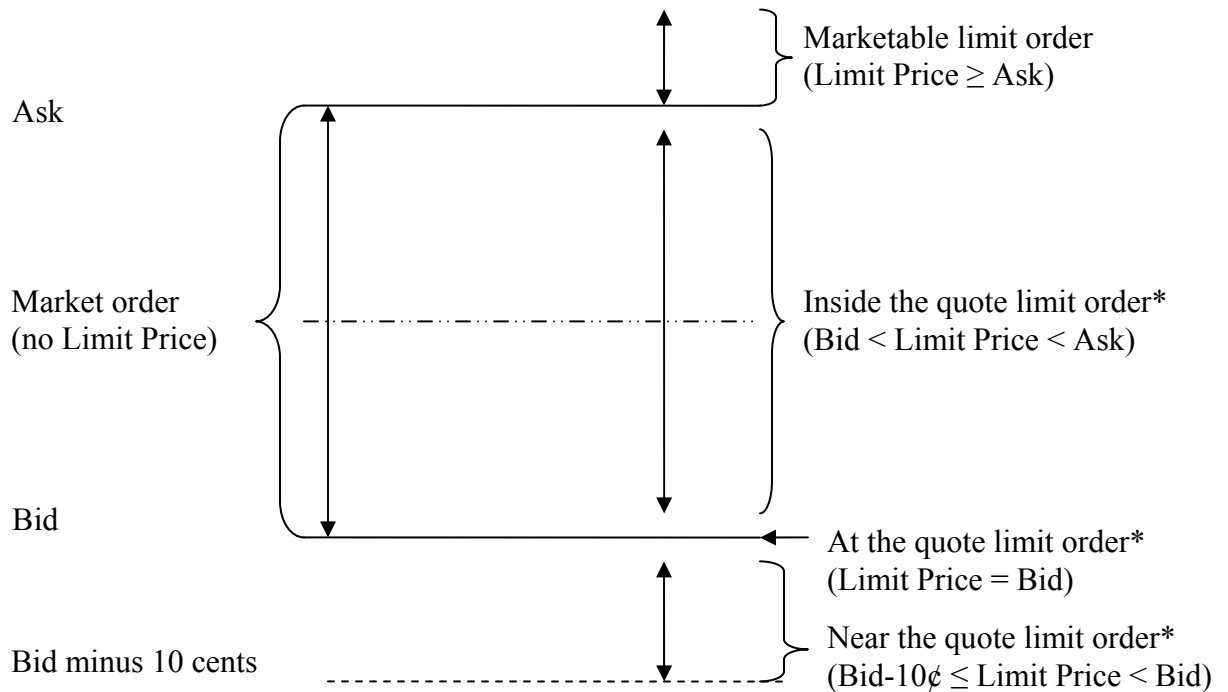 Marketable limit order
(Limit Price ≥ Ask)
Ask
Market order
(no Limit Price)
Inside the quote limit order*
(Bid < Limit Price < Ask)
Bid
At the quote limit order*
(Limit Price = Bid)
Bid minus 10 cents
Near the quote limit order*
(Bid-10¢ ≤ Limit Price < Bid)